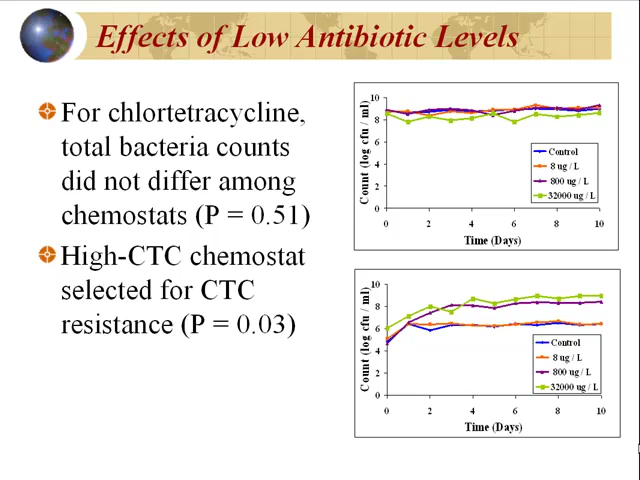 Effects of Low Antibiotic Levels
For chlortetracycline,
total bacteria counts
did not differ among
chemostats (P = 0.51)
High-CTC chemostat
selected for CTC
resistance (P = 0.03)
Count (log cfu / ml)
10
8
6
4
2
0
0 2 4 6 8 10
Time (Days)
Control
8 ug / L
800 ug / L
32000 ug / L
Count (log cfu / ml)
10
8
6
4
2
0
0 2 4 6 8 10
Time (Days)
Control
8 ug / L
800 ug / L
32000 ug / L